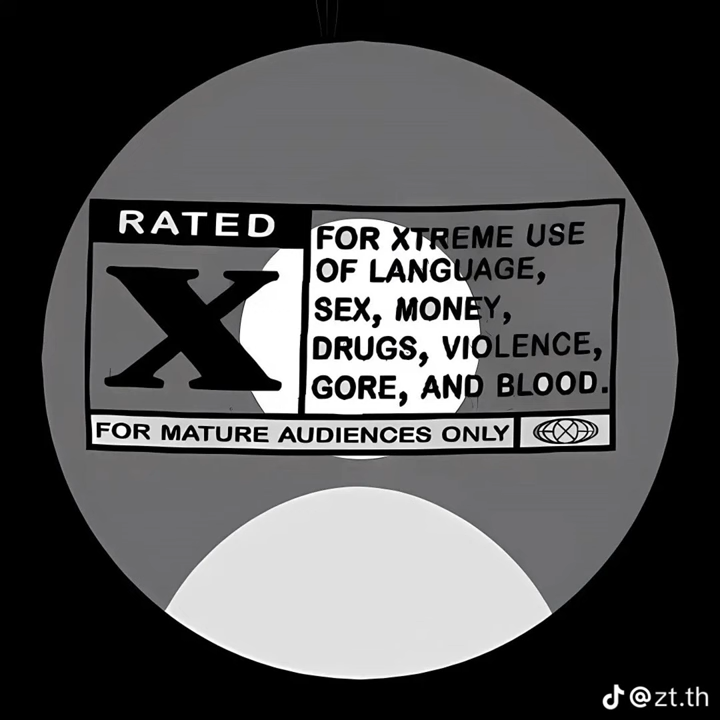 RATED
X
FOR XTREME USE
OF LANGUAGE,
SEX, MONEY,
DRUGS, VIOLENCE,
GORE, AND BLOOD.
FOR MATURE AUDIENCES ONLY
X
@zt.th